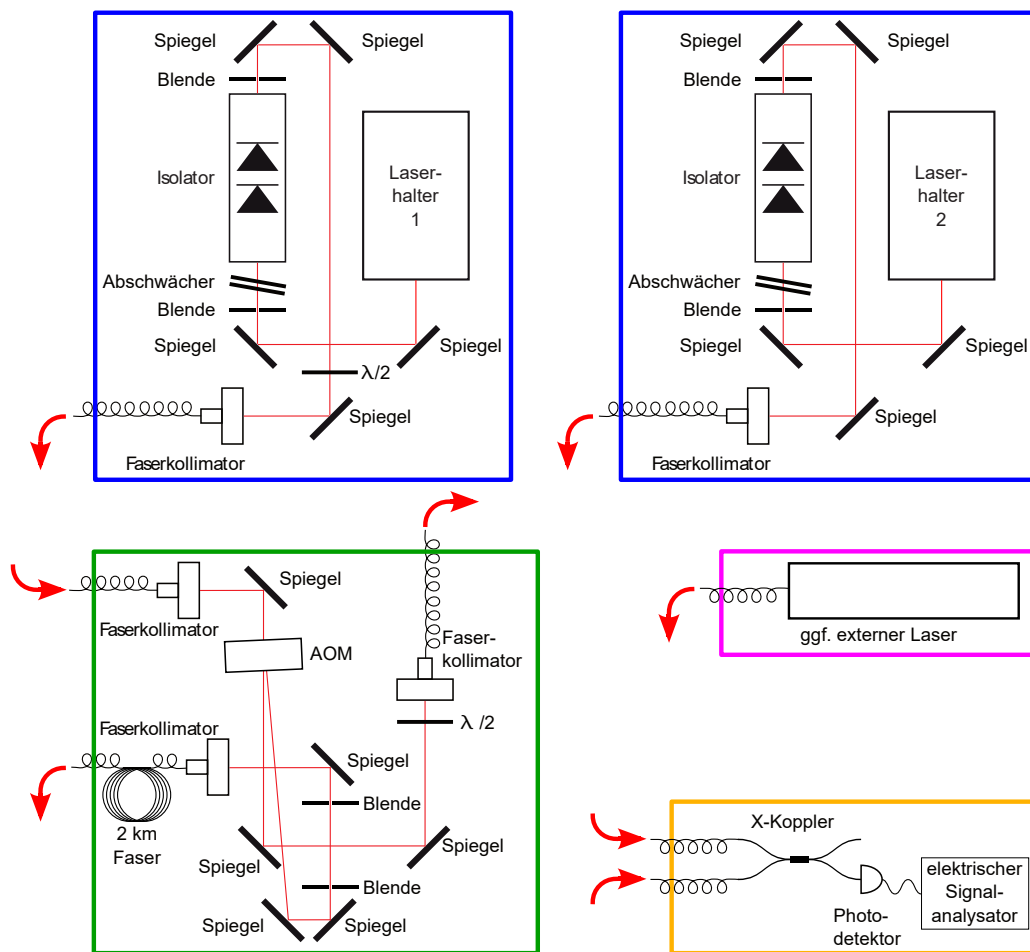 Spiegel
Spiegel
Blende
Isolator
Laser-
halter
1
Abschwächer
Blende
Spiegel
Spiegel
λ/2
Spiegel
Faserkollimator
Spiegel
Spiegel
Blende
Isolator
Laser-
halter
2
Abschwächer
Blende
Spiegel
Spiegel
Spiegel
Faserkollimator
Spiegel
Faserkollimator
AOM
Faser-
kollimator
λ /2
Faserkollimator
Spiegel
Blende
2 km
Faser
Spiegel
Spiegel
Blende
Spiegel
Spiegel
ggf. externer Laser
X-Koppler
elektrischer
Signal-
analysator
Photo-
detektor